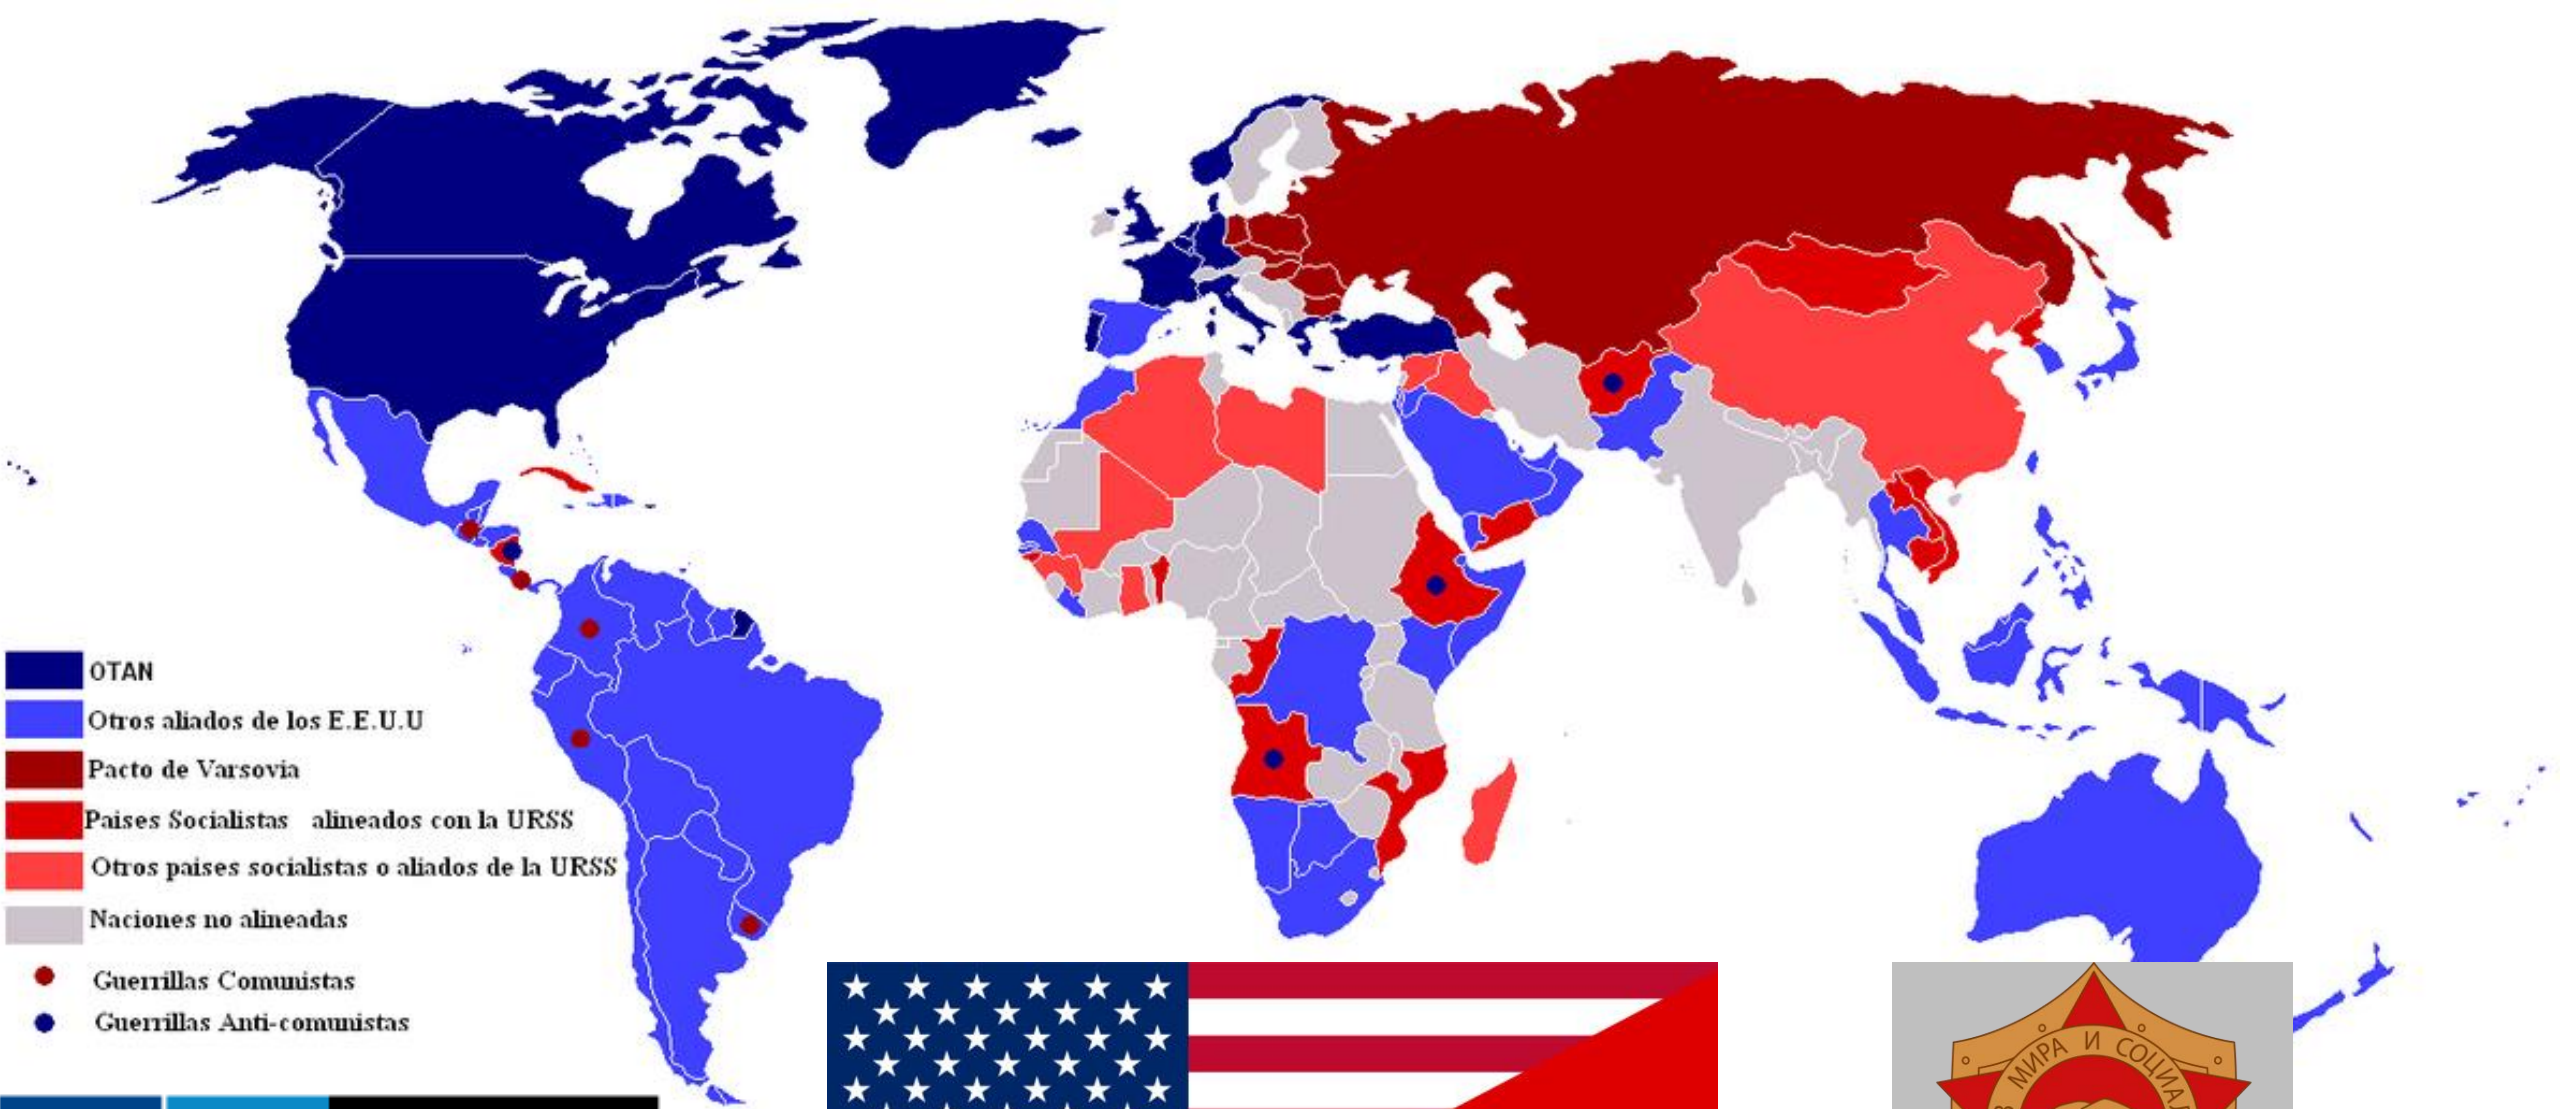 OTAN
Otros aliados de los E.E.U.U
Pacto de Varsovia
Paises Socialistas alineados con la URSS
Otros paises socialistas o aliados de la URSS
Naciones no alineadas
Guerrillas Comunistas
Guerrillas Anti-comunistas
МИРА И СОЦИАЛ